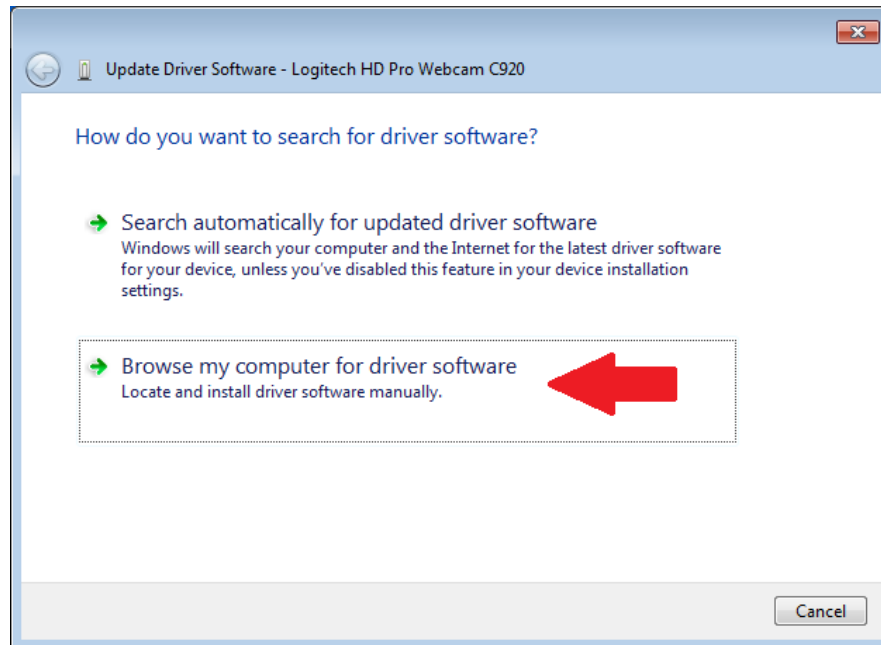 Update Driver Software - Logitech HD Pro Webcam C920
How do you want to search for driver software?
Search automatically for updated driver software
Windows will search your computer and the Internet for the latest driver software
for your device, unless you've disabled this feature in your device installation
settings.
Browse my computer for driver software
Locate and install driver software manually.
Cancel